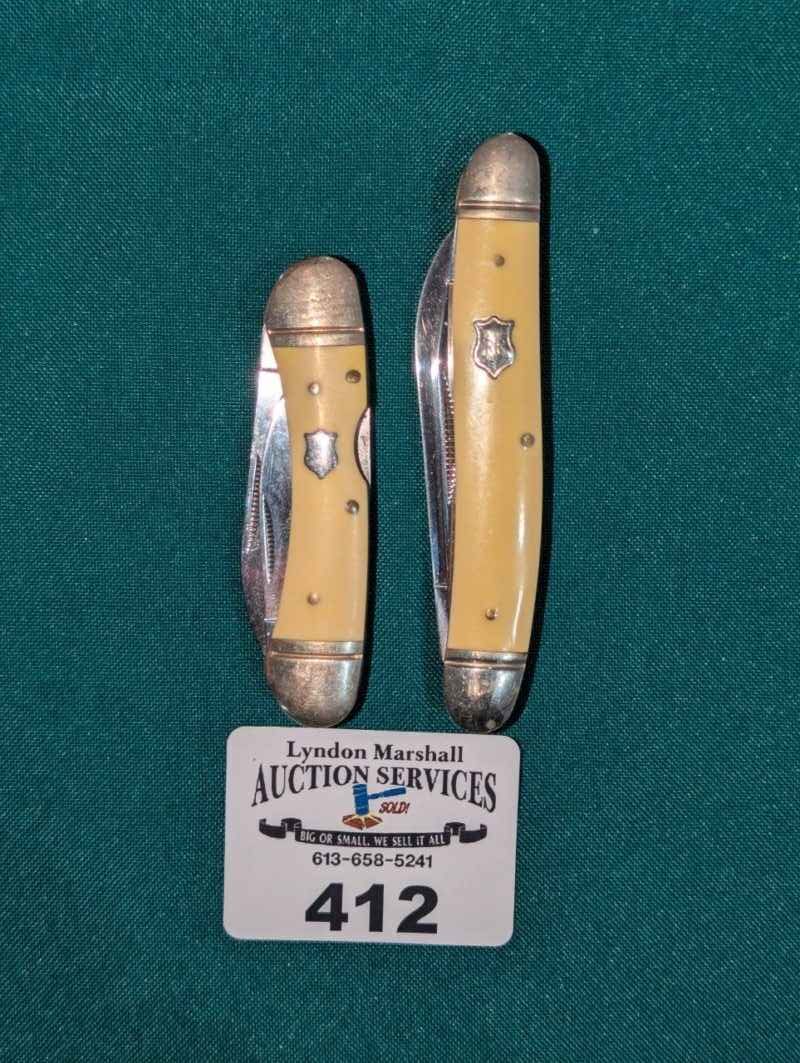 Lyndon Marshall
AUCTION SERVICES
SOLD!
BIG OR SMALL, WE SELL IT ALL
613-658-5241
412